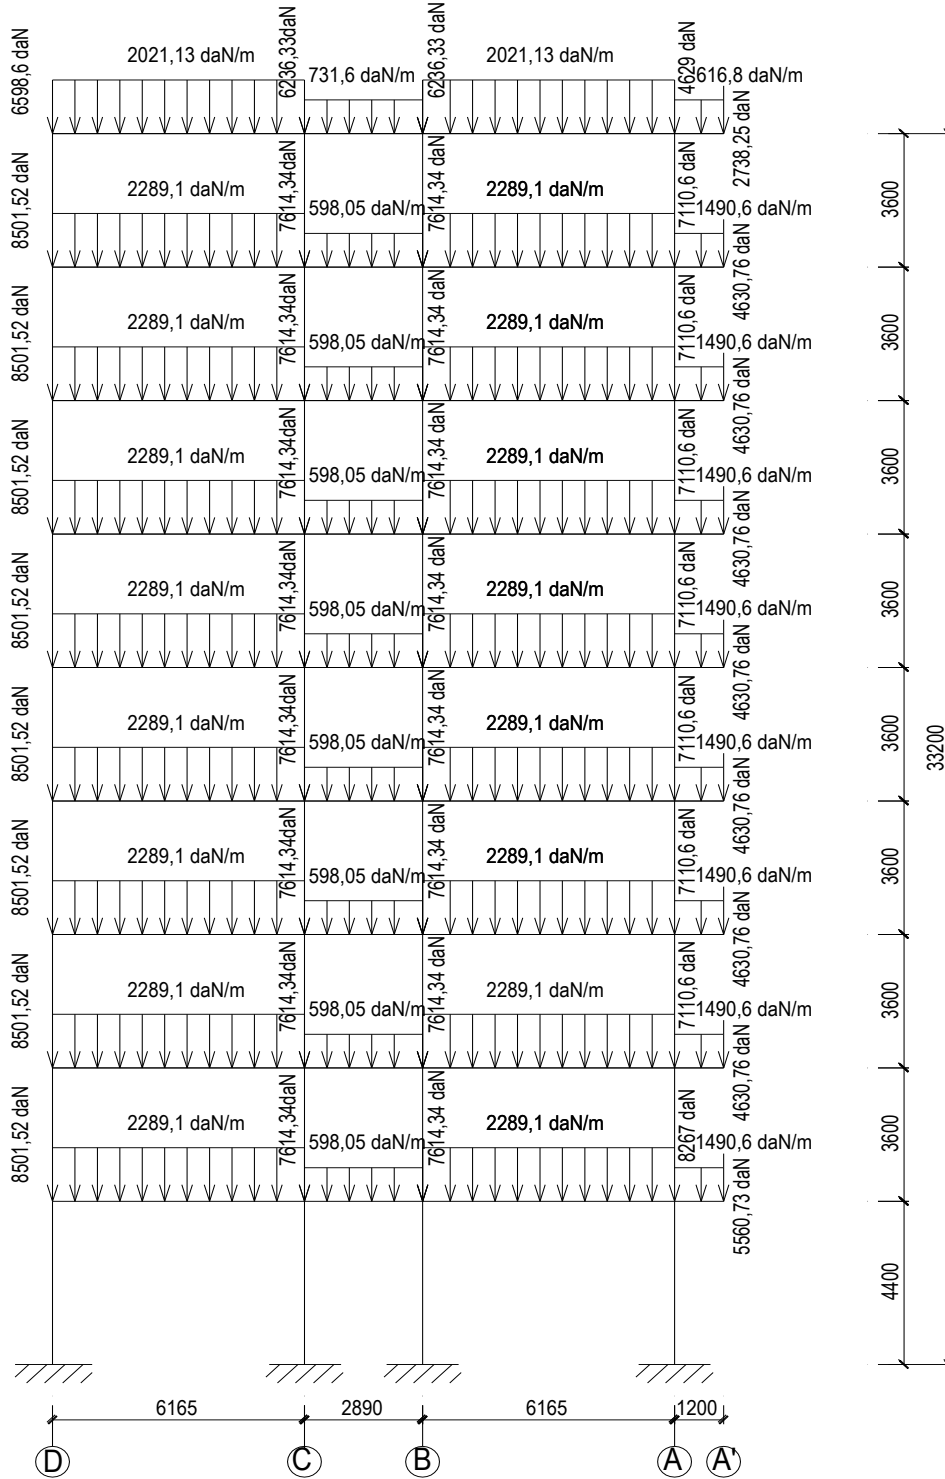 6598,6 daN
2021,13 daN/m
6236,33daN
731,6 daN/m
6236,33 daN
2021,13 daN/m
4629 daN
616,8 daN/m
2738,25 daN
8501,52 daN
2289,1 daN/m
7614,34daN
598,05 daN/m
7614,34 daN
2289,1 daN/m
7110,6 daN
1490,6 daN/m
4630,76 daN
3600
8501,52 daN
2289,1 daN/m
7614,34daN
598,05 daN/m
7614,34 daN
2289,1 daN/m
7110,6 daN
1490,6 daN/m
4630,76 daN
3600
8501,52 daN
2289,1 daN/m
7614,34daN
598,05 daN/m
7614,34 daN
2289,1 daN/m
7110,6 daN
1490,6 daN/m
4630,76 daN
3600
8501,52 daN
2289,1 daN/m
7614,34daN
598,05 daN/m
7614,34 daN
2289,1 daN/m
7110,6 daN
1490,6 daN/m
4630,76 daN
3600
8501,52 daN
2289,1 daN/m
7614,34daN
598,05 daN/m
7614,34 daN
2289,1 daN/m
7110,6 daN
1490,6 daN/m
4630,76 daN
3600
33200
8501,52 daN
2289,1 daN/m
7614,34daN
598,05 daN/m
7614,34 daN
2289,1 daN/m
7110,6 daN
1490,6 daN/m
4630,76 daN
3600
8501,52 daN
2289,1 daN/m
7614,34daN
598,05 daN/m
7614,34 daN
2289,1 daN/m
7110,6 daN
1490,6 daN/m
4630,76 daN
3600
8501,52 daN
2289,1 daN/m
7614,34daN
598,05 daN/m
7614,34 daN
2289,1 daN/m
8267 daN
1490,6 daN/m
5560,73 daN
3600
4400
6165
2890
6165
1200
D
C
B
A
A'